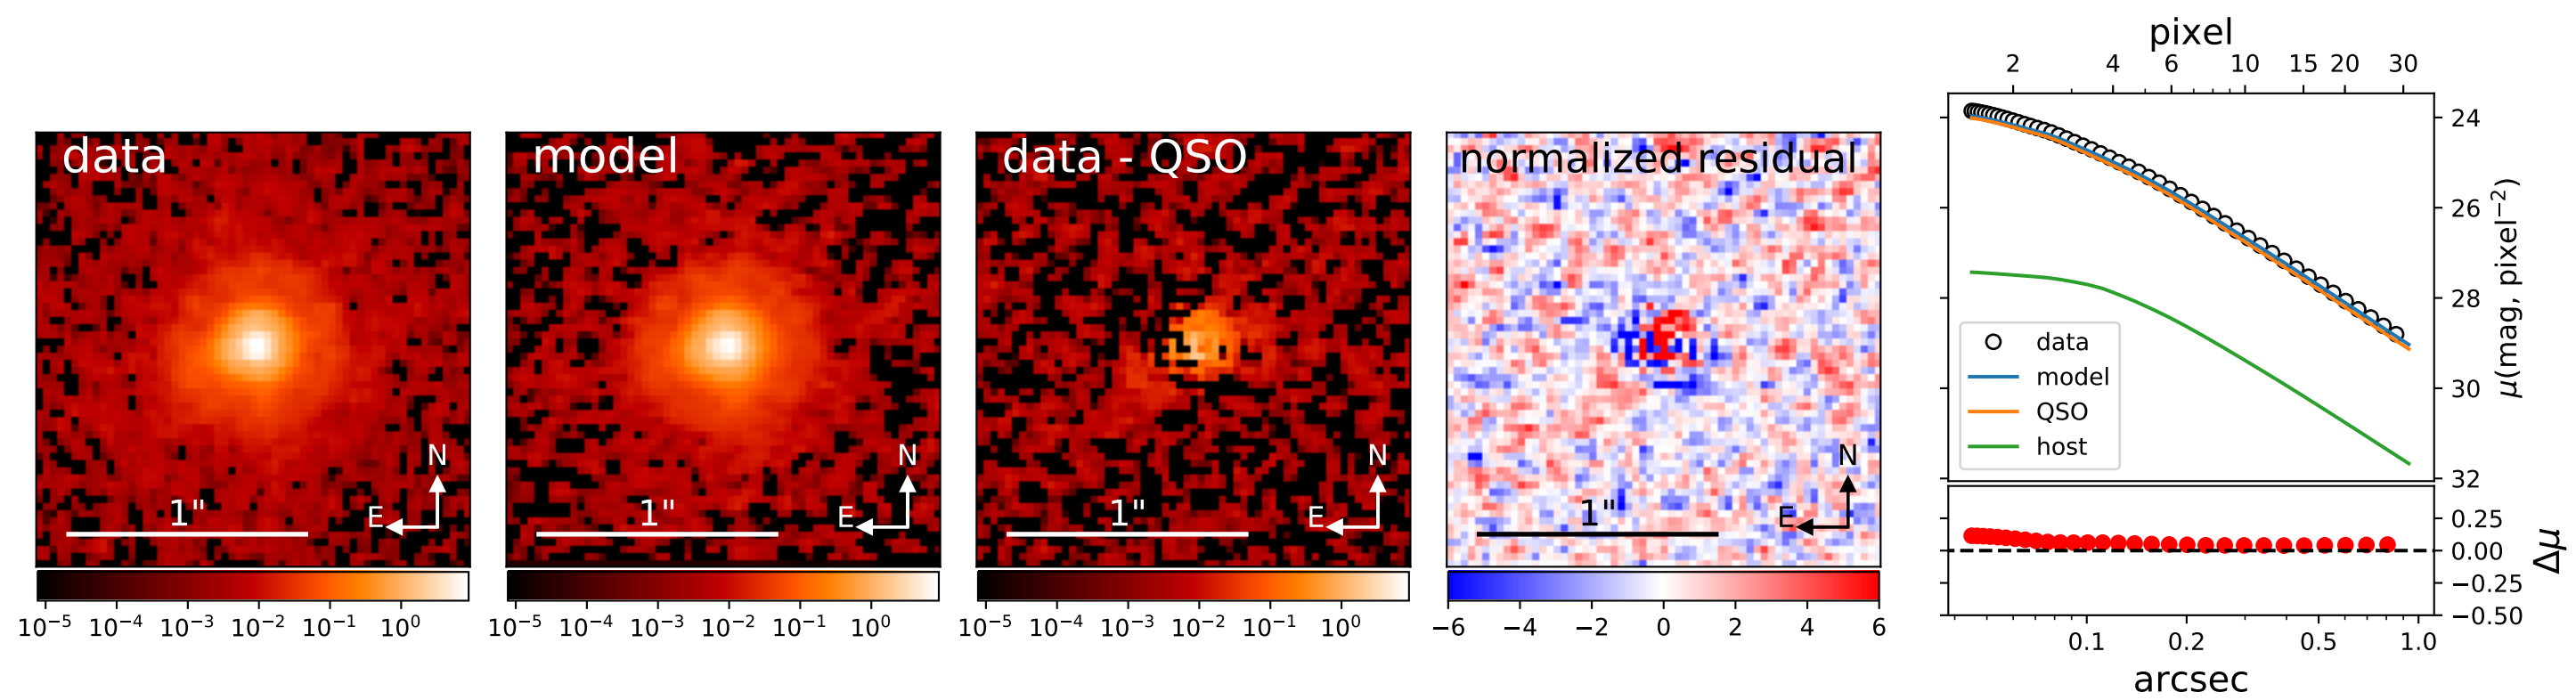 data
N
E
1"
10⁻⁵ 10⁻⁴ 10⁻³ 10⁻² 10⁻¹ 10⁰
model
N
E
1"
10⁻⁵ 10⁻⁴ 10⁻³ 10⁻² 10⁻¹ 10⁰
data - QSO
N
E
1"
10⁻⁵ 10⁻⁴ 10⁻³ 10⁻² 10⁻¹ 10⁰
normalized residual
N
E
1"
−6 −4 −2 0 2 4 6
pixel
2 4 6 10 15 20 30
24
26
28
30
32
μ(mag, pixel⁻²)
data
model
QSO
host
0.25
0.00
−0.25
−0.50
Δμ
0.1 0.2 0.5 1.0
arcsec